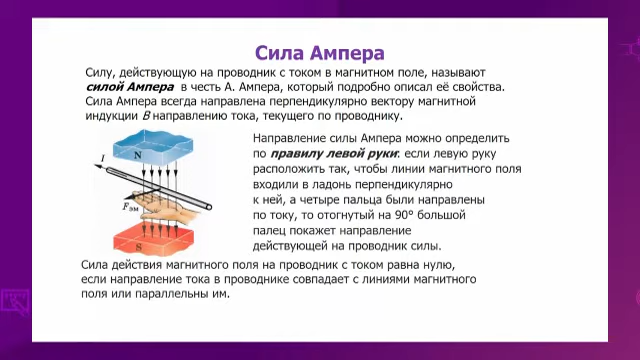 Сила Ампера
Силу, действующую на проводник с током в магнитном поле, называют
силой Ампера в честь А. Ампера, который подробно описал её свойства.
Сила Ампера всегда направлена перпендикулярно вектору магнитной
индукции B направлению тока, текущего по проводнику.
N
I
Fэм
S
Направление силы Ампера можно определить
по правилу левой руки: если левую руку
расположить так, чтобы линии магнитного поля
входили в ладонь перпендикулярно
к ней, а четыре пальца были направлены
по току, то отогнутый на 90° большой
палец покажет направление
действующей на проводник силы.
Сила действия магнитного поля на проводник с током равна нулю,
если направление тока в проводнике совпадает с линиями магнитного
поля или параллельны им.